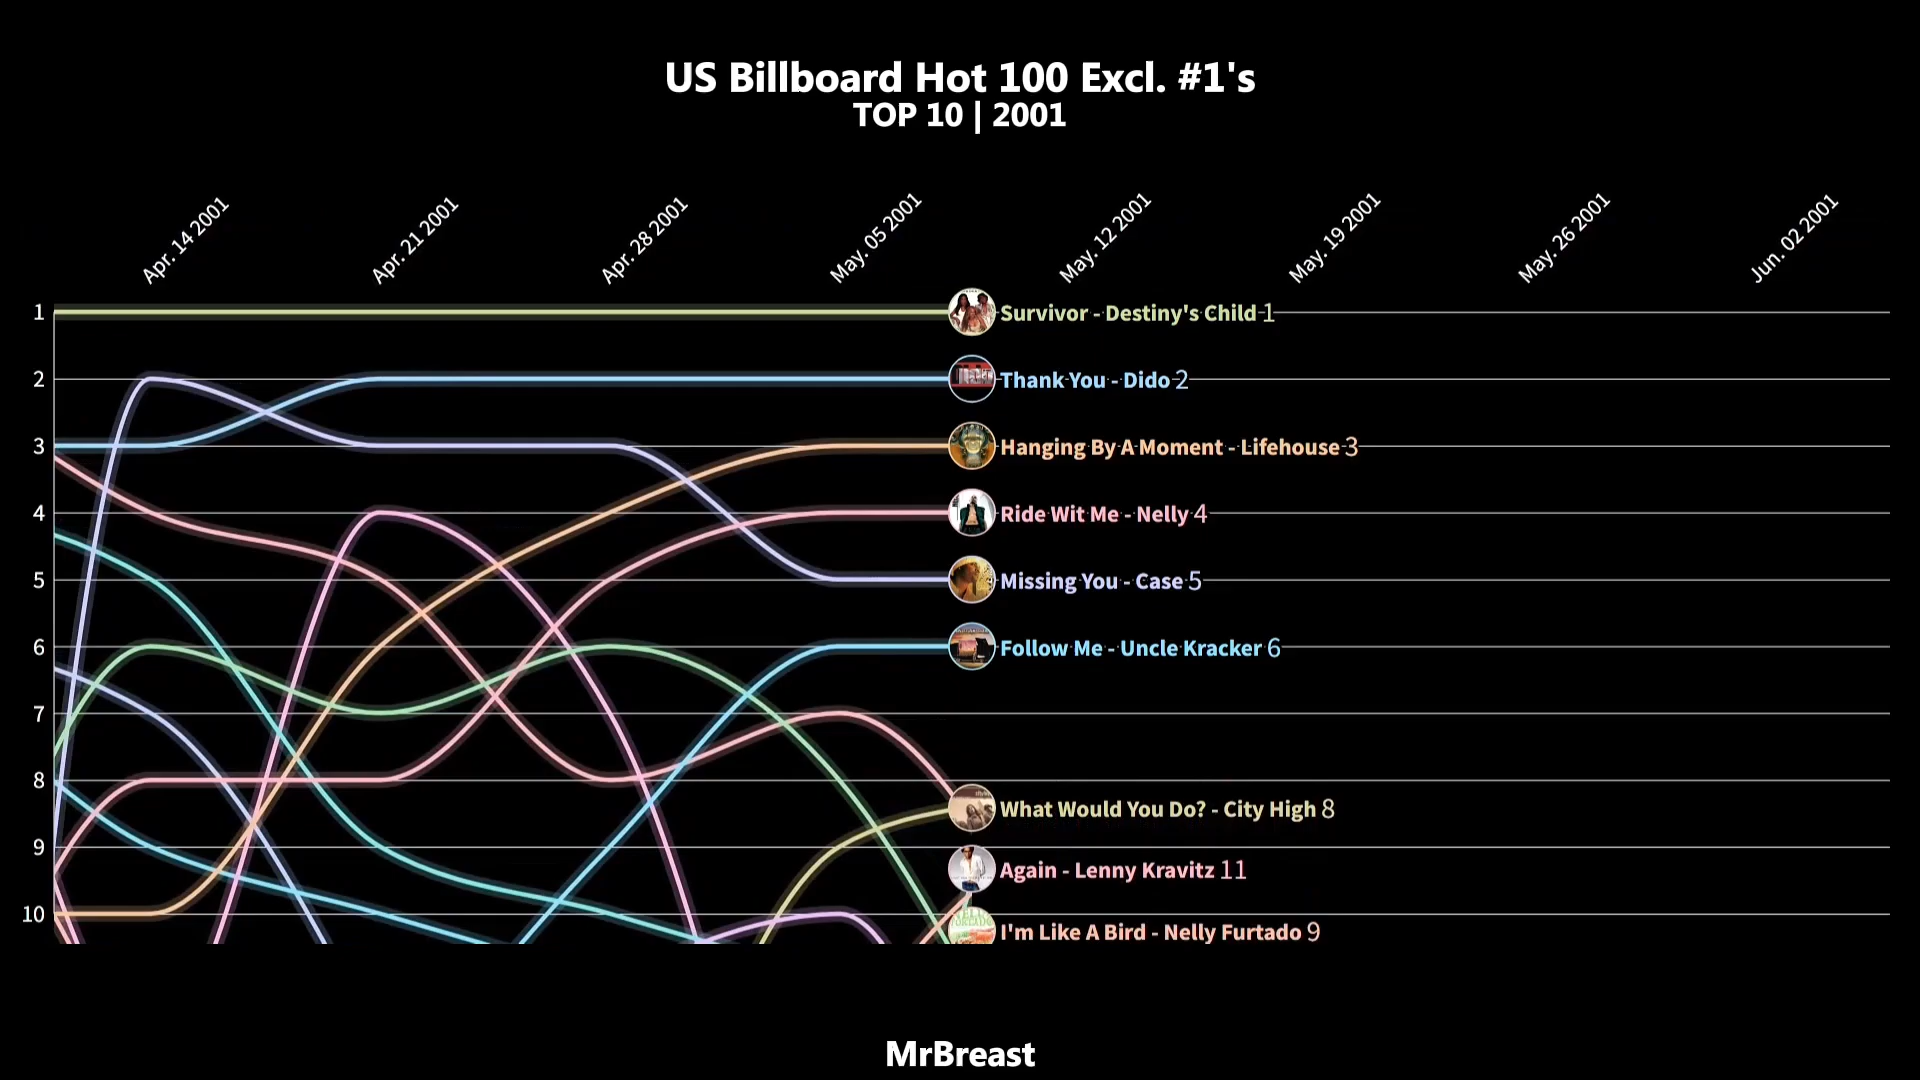 US Billboard Hot 100 Excl. #1's
TOP 10 | 2001
Apr. 14 2001
Apr. 21 2001
Apr. 28 2001
May. 05 2001
May. 12 2001
May. 19 2001
May. 26 2001
Jun. 02 2001
1
Survivor - Destiny's Child 1
2
Thank You - Dido 2
3
Hanging By A Moment - Lifehouse 3
4
Ride Wit Me - Nelly 4
5
Missing You - Case 5
6
Follow Me - Uncle Kracker 6
7
8
What Would You Do? - City High 8
9
Again - Lenny Kravitz 11
10
I'm Like A Bird - Nelly Furtado 9
MrBreast